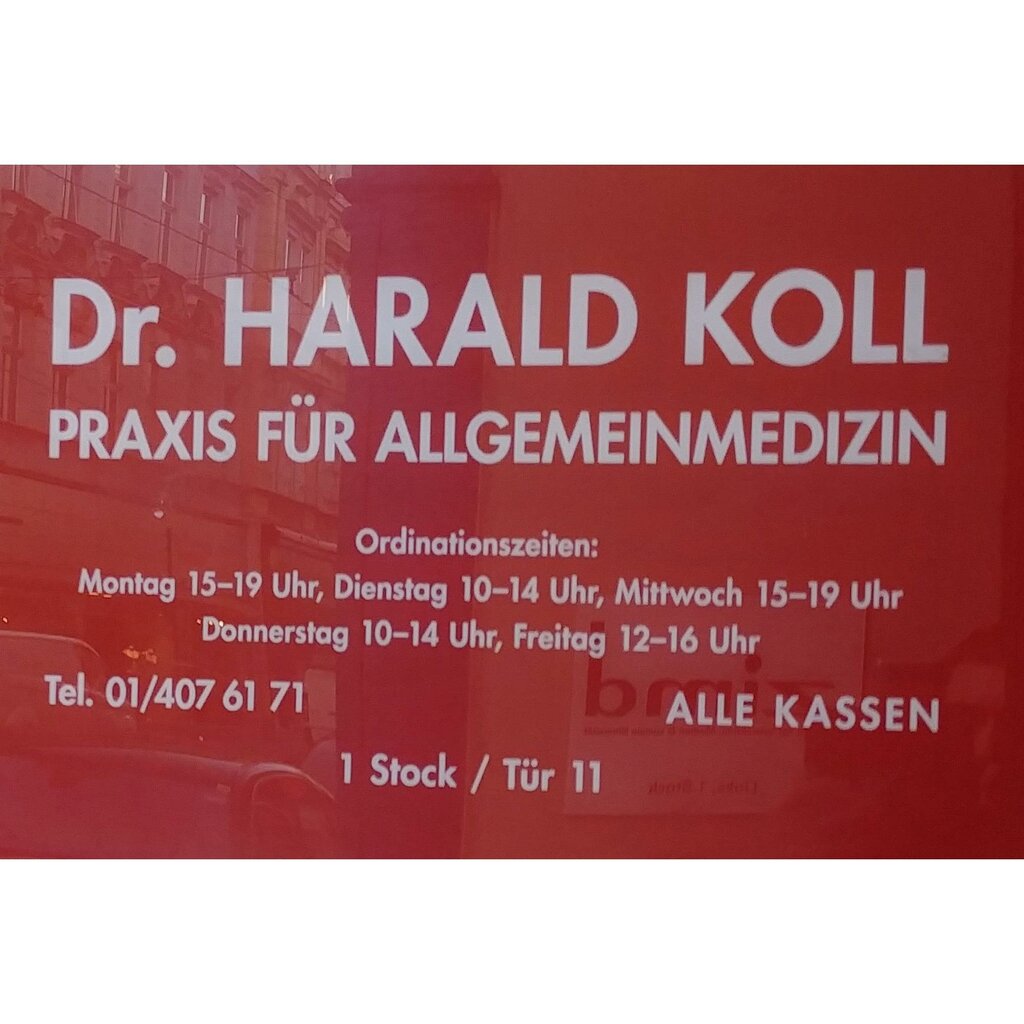 Dr. HARALD KOLL
PRAXIS FÜR ALLGEMEINMEDIZIN
Ordinationszeiten:
Montag 15–19 Uhr, Dienstag 10–14 Uhr, Mittwoch 15–19 Uhr
Donnerstag 10–14 Uhr, Freitag 12–16 Uhr
Tel. 01/407 61 71
ALLE KASSEN
1 Stock / Tür 11